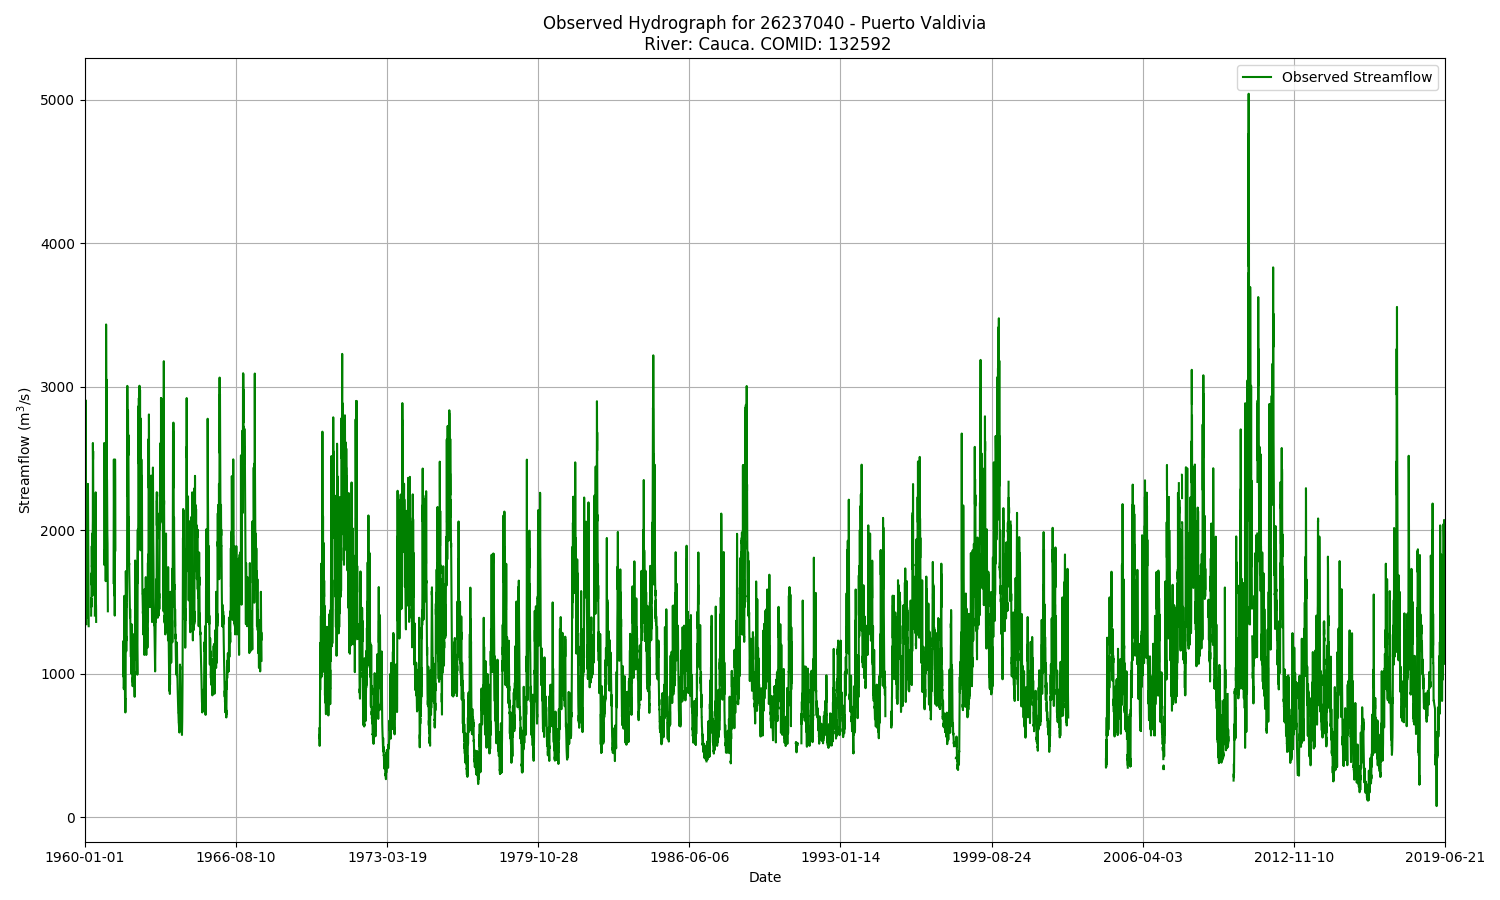 Observed Hydrograph for 26237040 - Puerto Valdivia
River: Cauca. COMID: 132592
Observed Streamflow
5000
4000
3000
2000
1000
0
Streamflow (m³/s)
1960-01-01 1966-08-10 1973-03-19 1979-10-28 1986-06-06 1993-01-14 1999-08-24 2006-04-03 2012-11-10 2019-06-21
Date